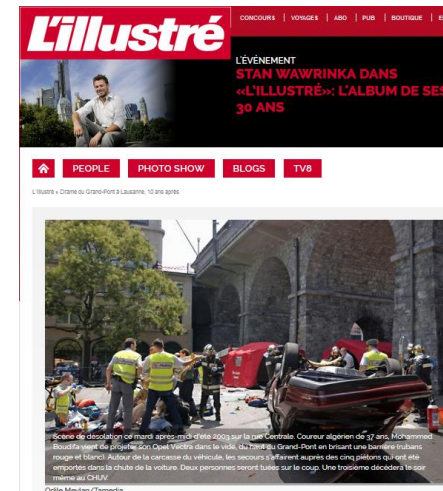 L'illustré
CONCOURS | VOYAGES | ABO | PUB | BOUTIQUE |
L'ÉVÉNEMENT
STAN WAWRINKA DANS
«L'ILLUSTRÉ»: L'ALBUM DE SES
30 ANS
PEOPLE PHOTO SHOW BLOGS TV8
L'illustré » Drame du Grand-Pont à Lausanne, 10 ans après
Scène de désolation ce mardi après-midi d'été 2003 sur la rue Centrale. Coureur algérien de 37 ans, Mohammed
Boudifa vient de projeter son Opel Vectra dans le vide, du haut du Grand-Pont en brisant une barrière (rubans
rouge et blanc). Autour de la carcasse du véhicule, les secours s'affairent auprès des cinq piétons qui ont été
emportés dans la chute de la voiture. Deux personnes seront tuées sur le coup. Une troisième décédera le soir
même au CHUV.
Odile Meylan/Tamedia